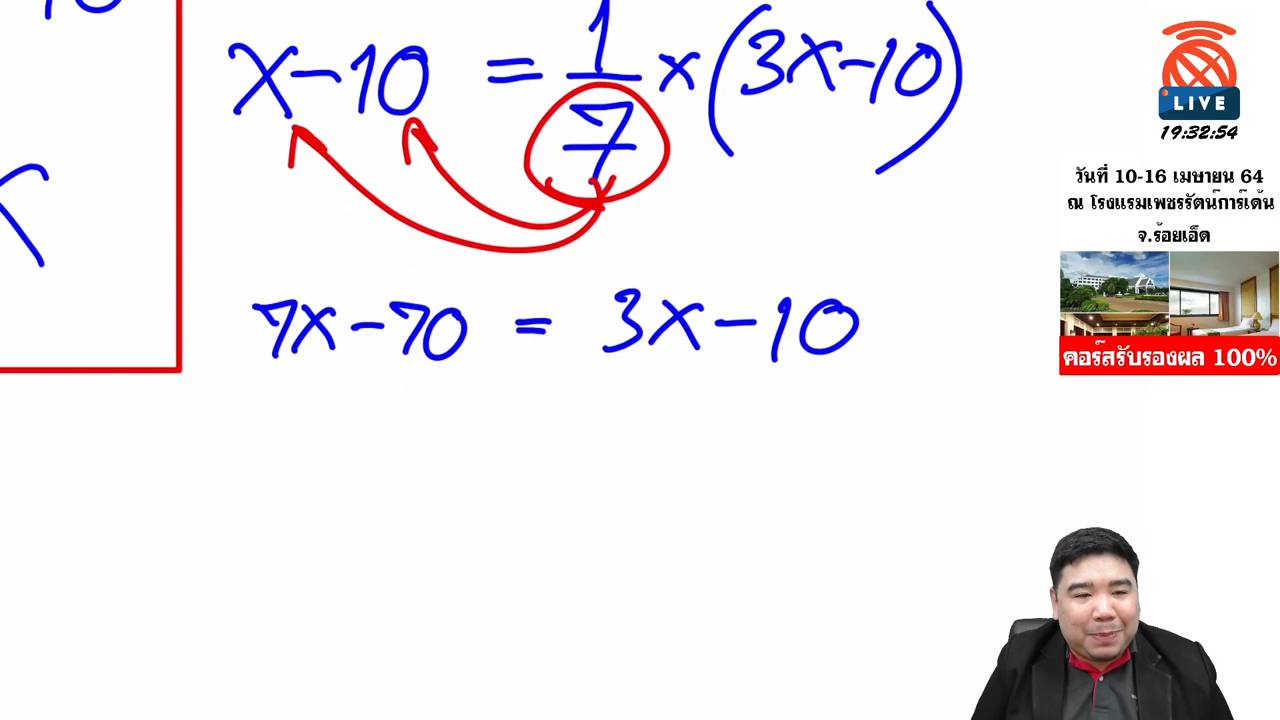 x - 10 = 1/7 × (3x - 10)
7x - 70 = 3x - 10
LIVE
19:32:54
วันที่ 10-16 เมษายน 64
ณ โรงแรมเพชรรัตน์การ์เด้น
จ.ร้อยเอ็ด
คอร์สรับรองผล 100%